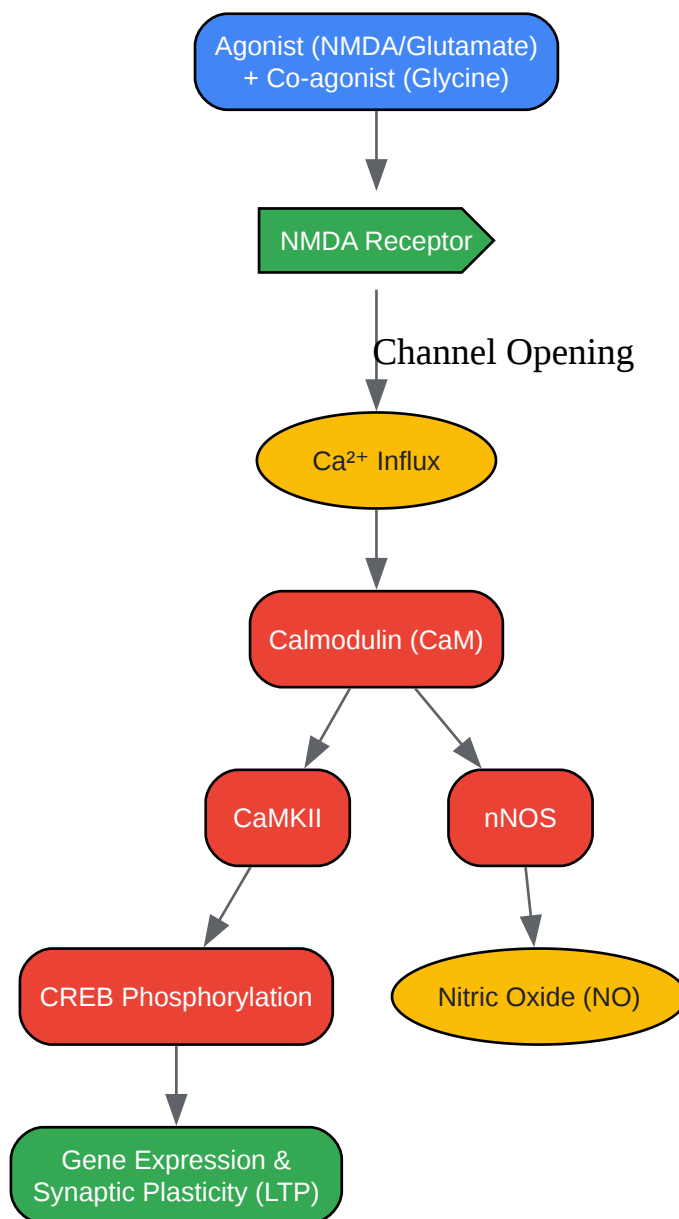 Agonist (NMDA/Glutamate)
+ Co-agonist (Glycine)
NMDA Receptor
Channel Opening
Ca²⁺ Influx
Calmodulin (CaM)
CaMKII
nNOS
CREB Phosphorylation
Nitric Oxide (NO)
Gene Expression &
Synaptic Plasticity (LTP)